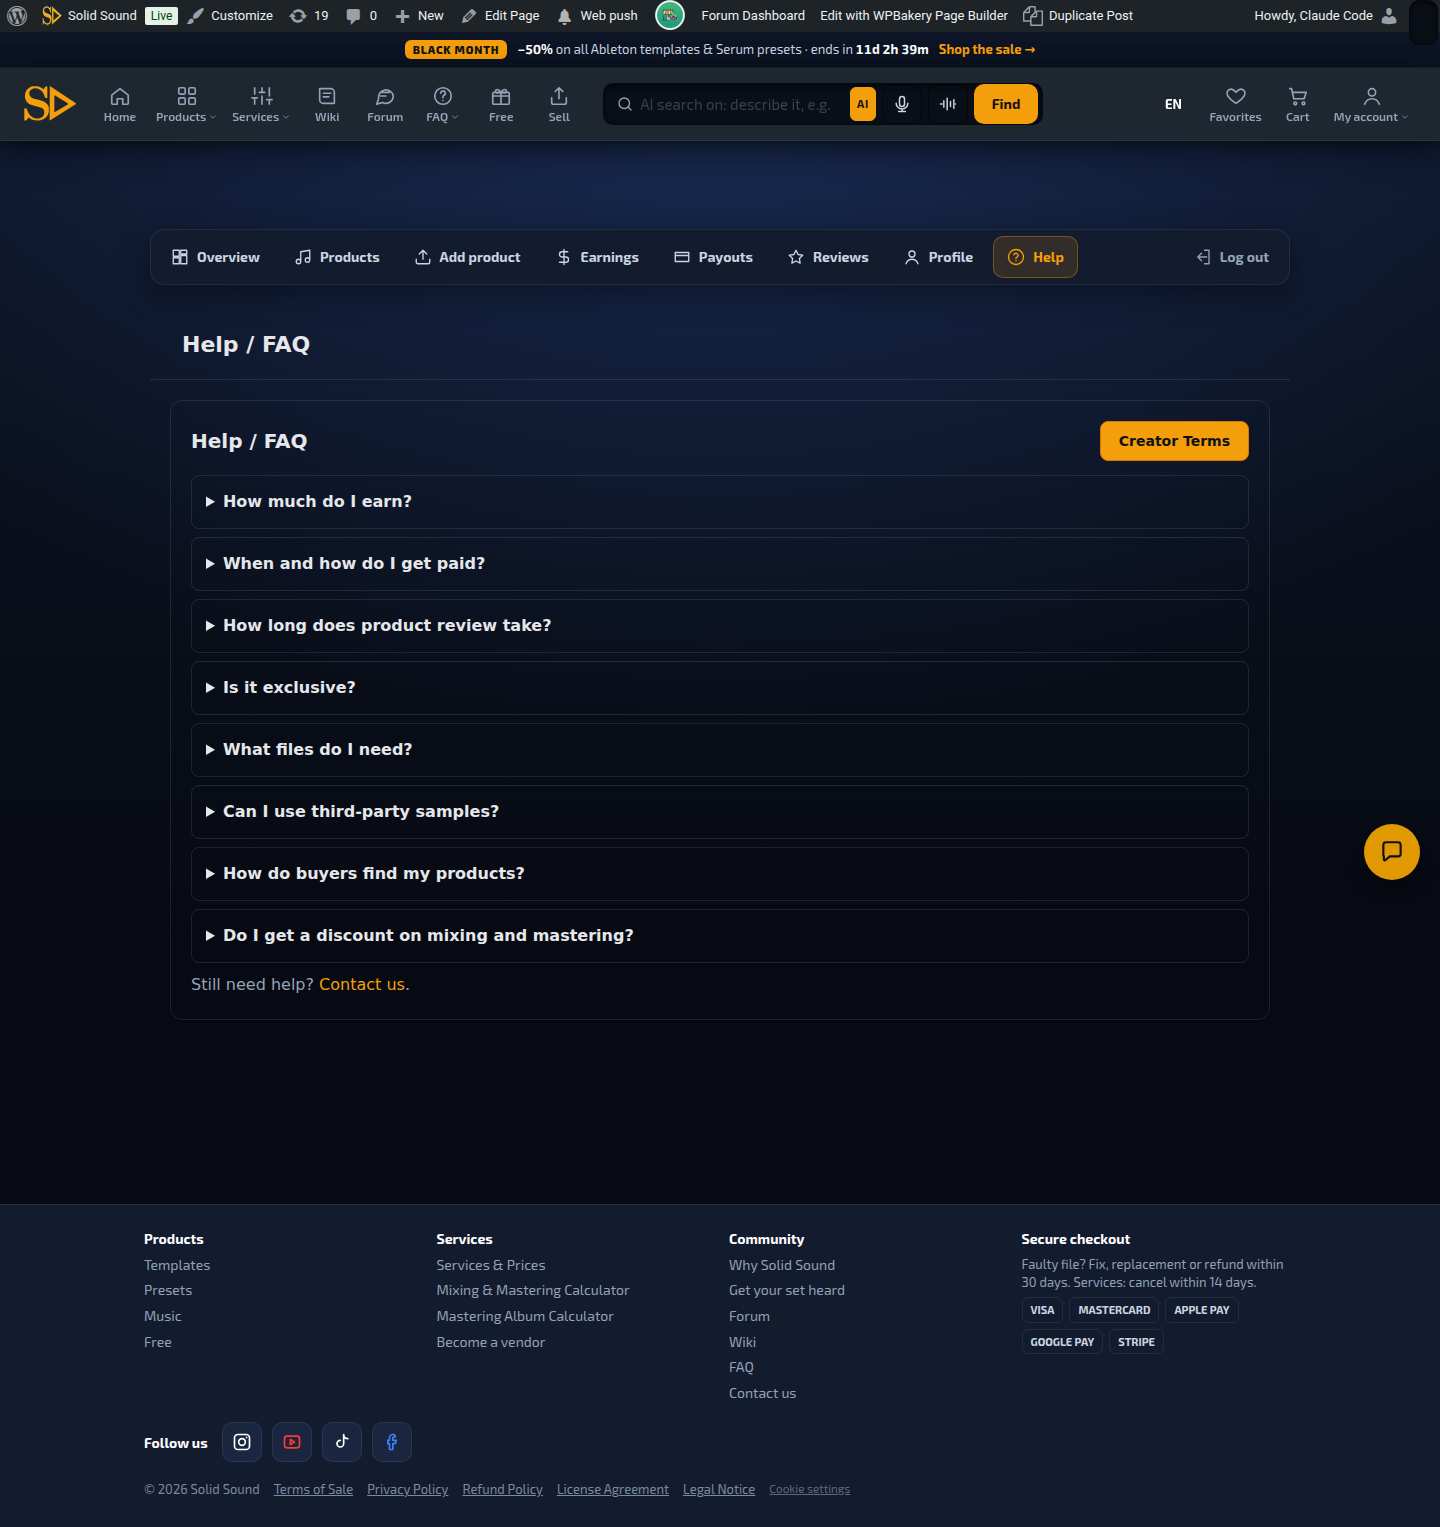 Solid Sound Live Customize 19 0 New Edit Page Web push Forum Dashboard Edit with WPBakery Page Builder Duplicate Post Howdy, Claude Code
BLACK MONTH –50% on all Ableton templates & Serum presets · ends in 11d 2h 39m Shop the sale →
Home Products Services Wiki Forum FAQ Free Sell AI search on: describe it, e.g. AI Find EN Favorites Cart My account
Overview Products Add product Earnings Payouts Reviews Profile Help Log out
Help / FAQ
Help / FAQ Creator Terms
How much do I earn?
When and how do I get paid?
How long does product review take?
Is it exclusive?
What files do I need?
Can I use third-party samples?
How do buyers find my products?
Do I get a discount on mixing and mastering?
Still need help? Contact us.
Products
Templates
Presets
Music
Free
Services
Services & Prices
Mixing & Mastering Calculator
Mastering Album Calculator
Become a vendor
Community
Why Solid Sound
Get your set heard
Forum
Wiki
FAQ
Contact us
Secure checkout
Faulty file? Fix, replacement or refund within
30 days. Services: cancel within 14 days.
VISA MASTERCARD APPLE PAY
GOOGLE PAY STRIPE
Follow us
© 2026 Solid Sound Terms of Sale Privacy Policy Refund Policy License Agreement Legal Notice Cookie settings